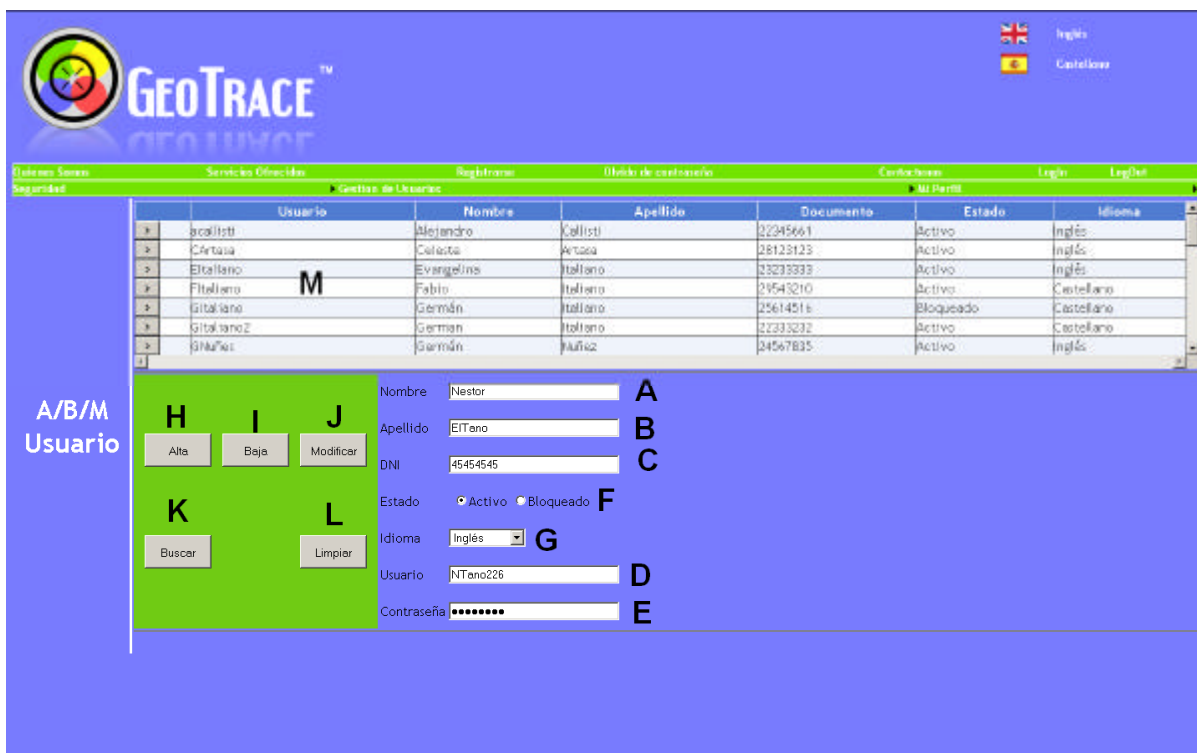 Inglés
GEOTRACE™
Castellano
Quienes Somos Servicios Ofrecidos Registrarse Olvido de contraseña Contactenos Login LogOut
Seguridad Gestion de Usuarios Mi Perfil
Usuario Nombre Apellido Documento Estado Idioma
acallisti Alejandro Callisti 22345661 Activo Inglés
CArtasa Celeste Artasa 28123123 Activo Inglés
EItaliano Evangelina Italiano 23233333 Activo Inglés
FItaliano M Fabio Italiano 29543210 Activo Castellano
GItaliano Germán Italiano 25614516 Bloqueado Castellano
GItaliano2 German Italiano 22333232 Activo Castellano
GNuñez Germán Nuñez 24567835 Activo Inglés
A/B/M
Usuario
H I J
Alta Baja Modificar
K L
Buscar Limpiar
Nombre Nestor A
Apellido ElTano B
DNI 45454545 C
Estado Activo Bloqueado F
Idioma Inglés G
Usuario NTano226 D
Contraseña •••••••• E